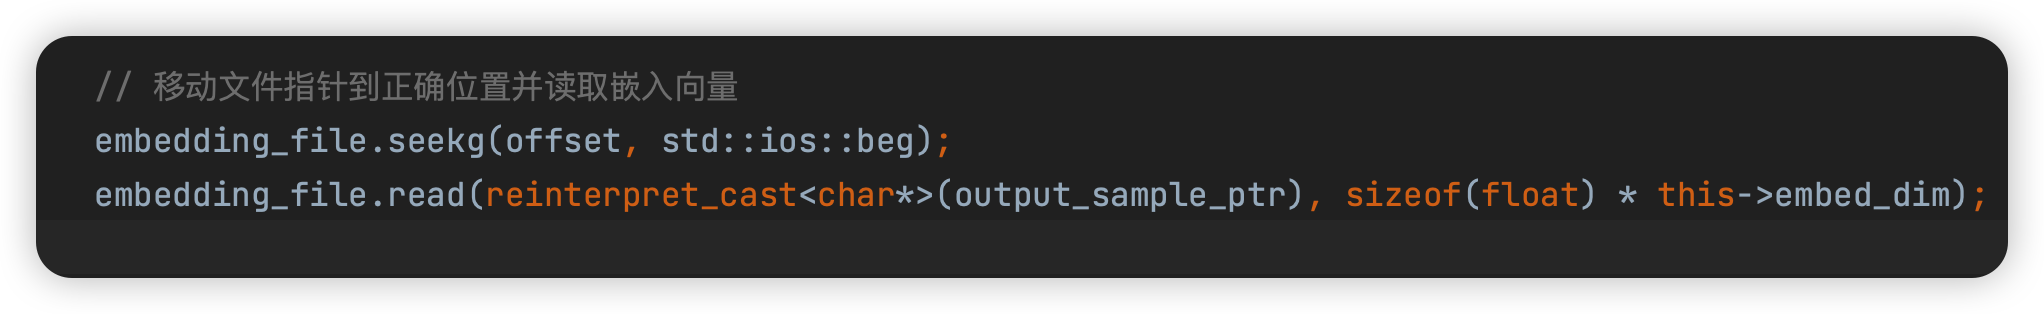 // 移动文件指针到正确位置并读取嵌入向量
embedding_file.seekg(offset, std::ios::beg);
embedding_file.read(reinterpret_cast<char*>(output_sample_ptr), sizeof(float) * this->embed_dim);